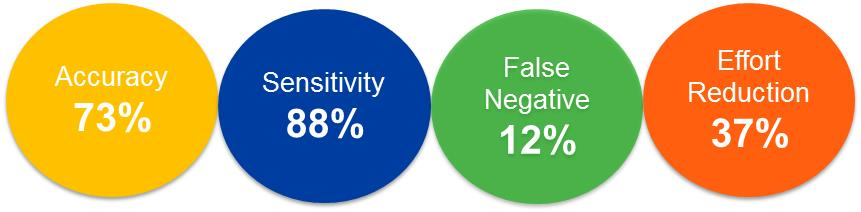 Accuracy
73%
Sensitivity
88%
False
Negative
12%
Effort
Reduction
37%